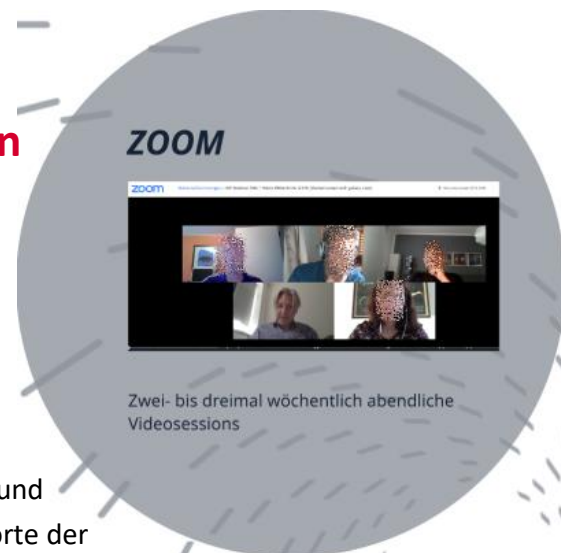 n
ZOOM
zoom
Zwei- bis dreimal wöchentlich abendliche
Videosessions
und
orte der